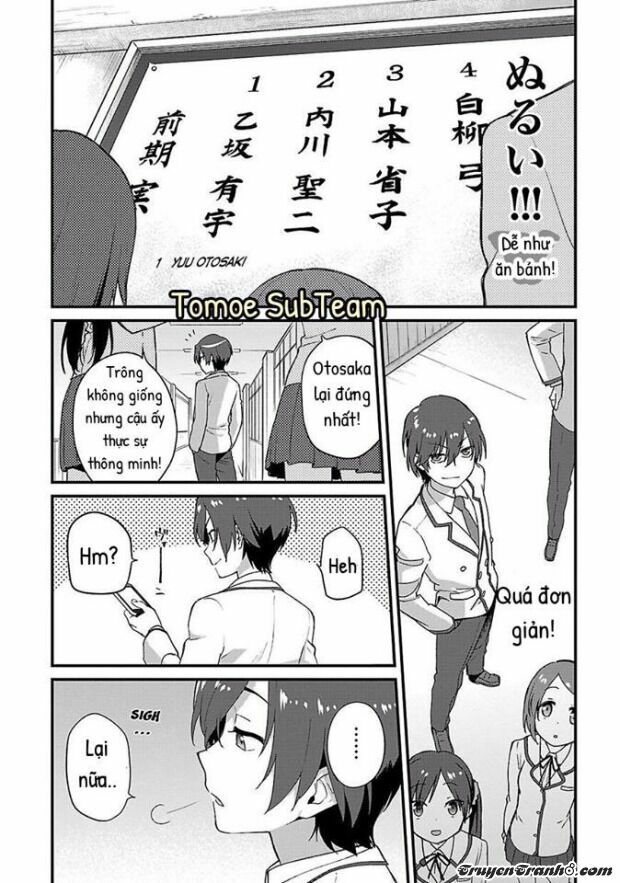 ぬるい!!!
Dễ như
ăn bánh!
4 白柳 弓
3 山本 省子
2 内川 聖二
1 乙坂 有宇
前期 実
1 YUU OTOSAKI
Tomoe SubTeam
Otosaka
lại đứng
nhất!
Trông
không giống
nhưng cậu ấy
thực sự
thông minh!
Quá đơn
giản!
Heh
Hm?
......
SIGH
...
Lại
nữa..
TruyenTranh8.com